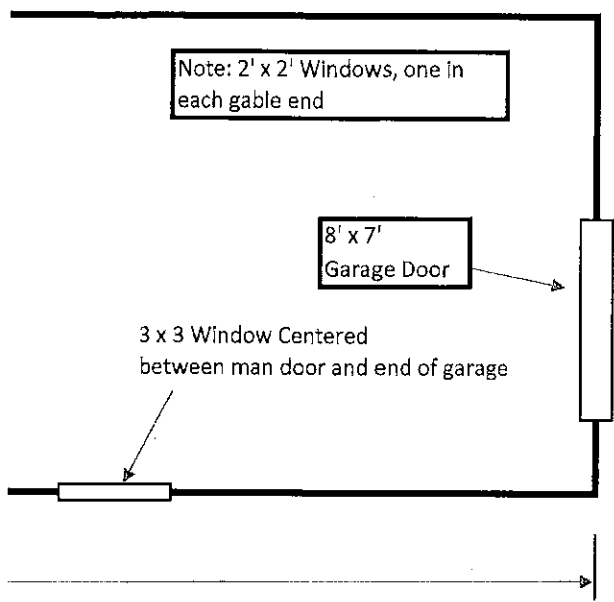 Note: 2' x 2' Windows, one in
each gable end
8' x 7'
Garage Door
3 x 3 Window Centered
between man door and end of garage